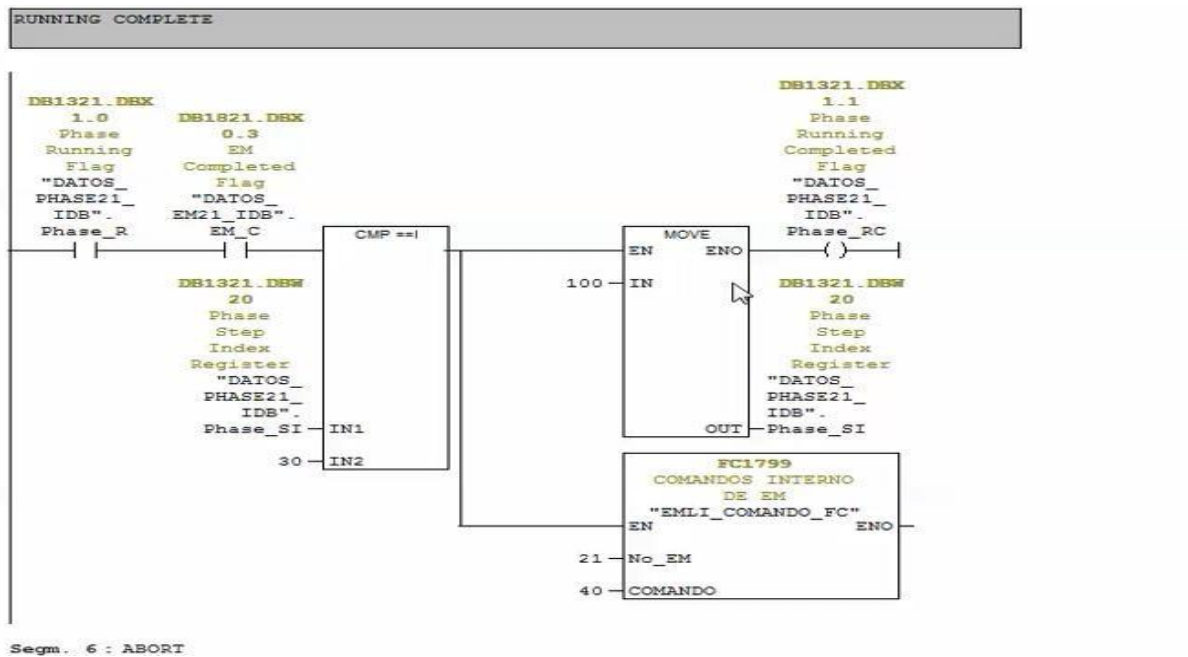 RUNNING COMPLETE
DB1321.DBX
1.0
Phase
Running
Flag
"DATOS_
PHASE21_
IDB".
Phase_R
DB1821.DBX
0.3
EM
Completed
Flag
"DATOS_
EM21_IDB".
EM_C
CMP ==I
DB1321.DBW
20
Phase
Step
Index
Register
"DATOS_
PHASE21_
IDB".
Phase_SI
IN1
30
IN2
MOVE
EN
ENO
100
IN
OUT
DB1321.DBX
1.1
Phase
Running
Completed
Flag
"DATOS_
PHASE21_
IDB".
Phase_RC
DB1321.DBW
20
Phase
Step
Index
Register
"DATOS_
PHASE21_
IDB".
Phase_SI
FC1799
COMANDOS INTERNO
DE EM
"EMLI_COMANDO_FC"
EN
ENO
21
No_EM
40
COMANDO
Segm. 6 : ABORT